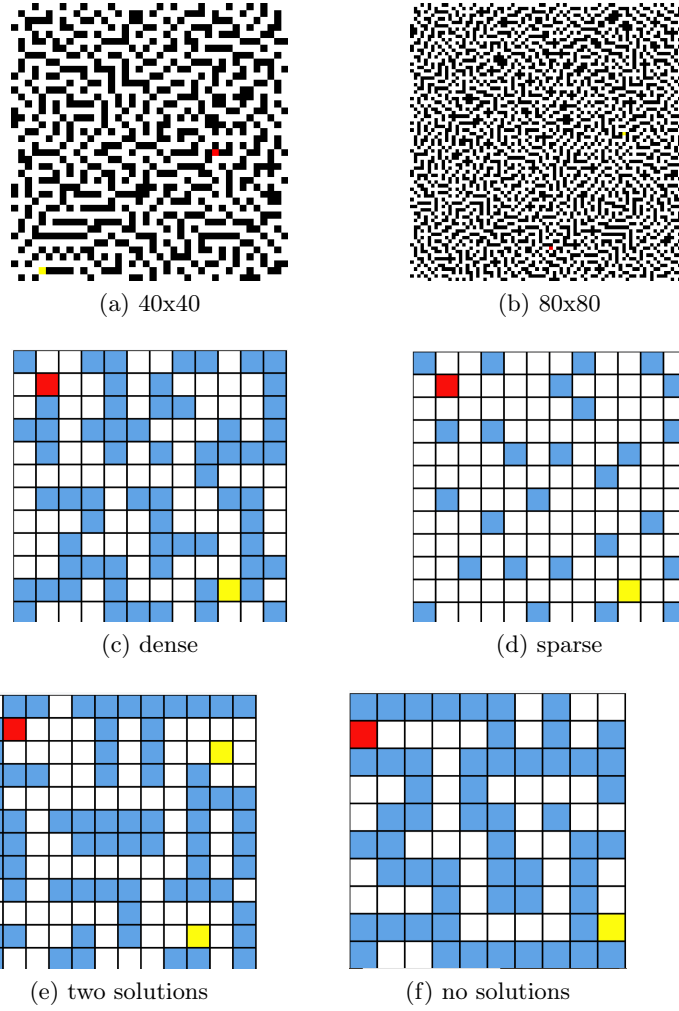 (a) 40x40
(b) 80x80
(c) dense
(d) sparse
(e) two solutions
(f) no solutions